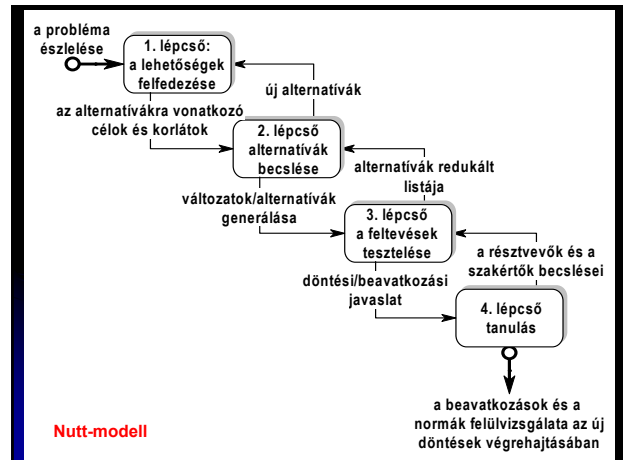 a probléma
észlelése
1. lépcső:
a lehetőségek
felfedezése
új alternatívák
az alternatívákra vonatkozó
célok és korlátok
2. lépcső
alternatívák
becslése
alternatívák redukált
listája
változatok/alternatívák
generálása
3. lépcső
a feltevések
tesztelése
a résztvevők és a
szakértők becslései
döntési/beavatkozási
javaslat
4. lépcső
tanulás
a beavatkozások és a
normák felülvizsgálata az új
döntések végrehajtásában
Nutt-modell